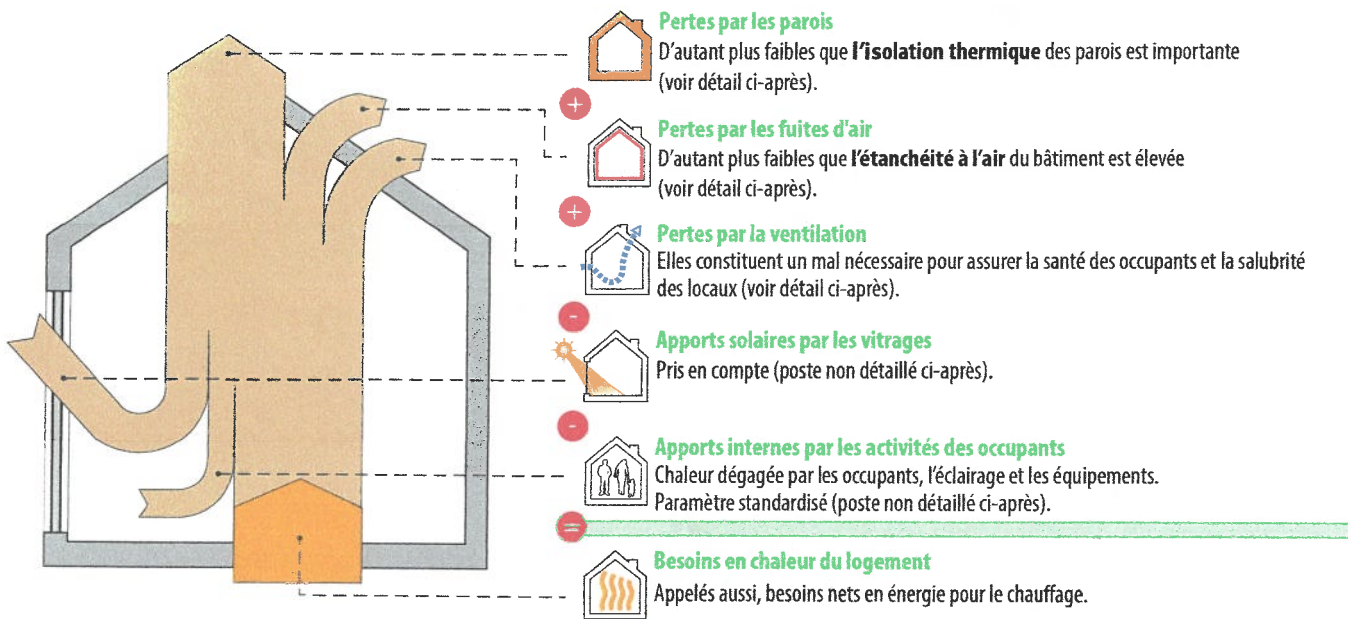 Pertes par les parois
D'autant plus faibles que l'isolation thermique des parois est importante
(voir détail ci-après).
+
Pertes par les fuites d'air
D'autant plus faibles que l'étanchéité à l'air du bâtiment est élevée
(voir détail ci-après).
+
Pertes par la ventilation
Elles constituent un mal nécessaire pour assurer la santé des occupants et la salubrité
des locaux (voir détail ci-après).
-
Apports solaires par les vitrages
Pris en compte (poste non détaillé ci-après).
-
Apports internes par les activités des occupants
Chaleur dégagée par les occupants, l'éclairage et les équipements.
Paramètre standardisé (poste non détaillé ci-après).
=
Besoins en chaleur du logement
Appelés aussi, besoins nets en énergie pour le chauffage.